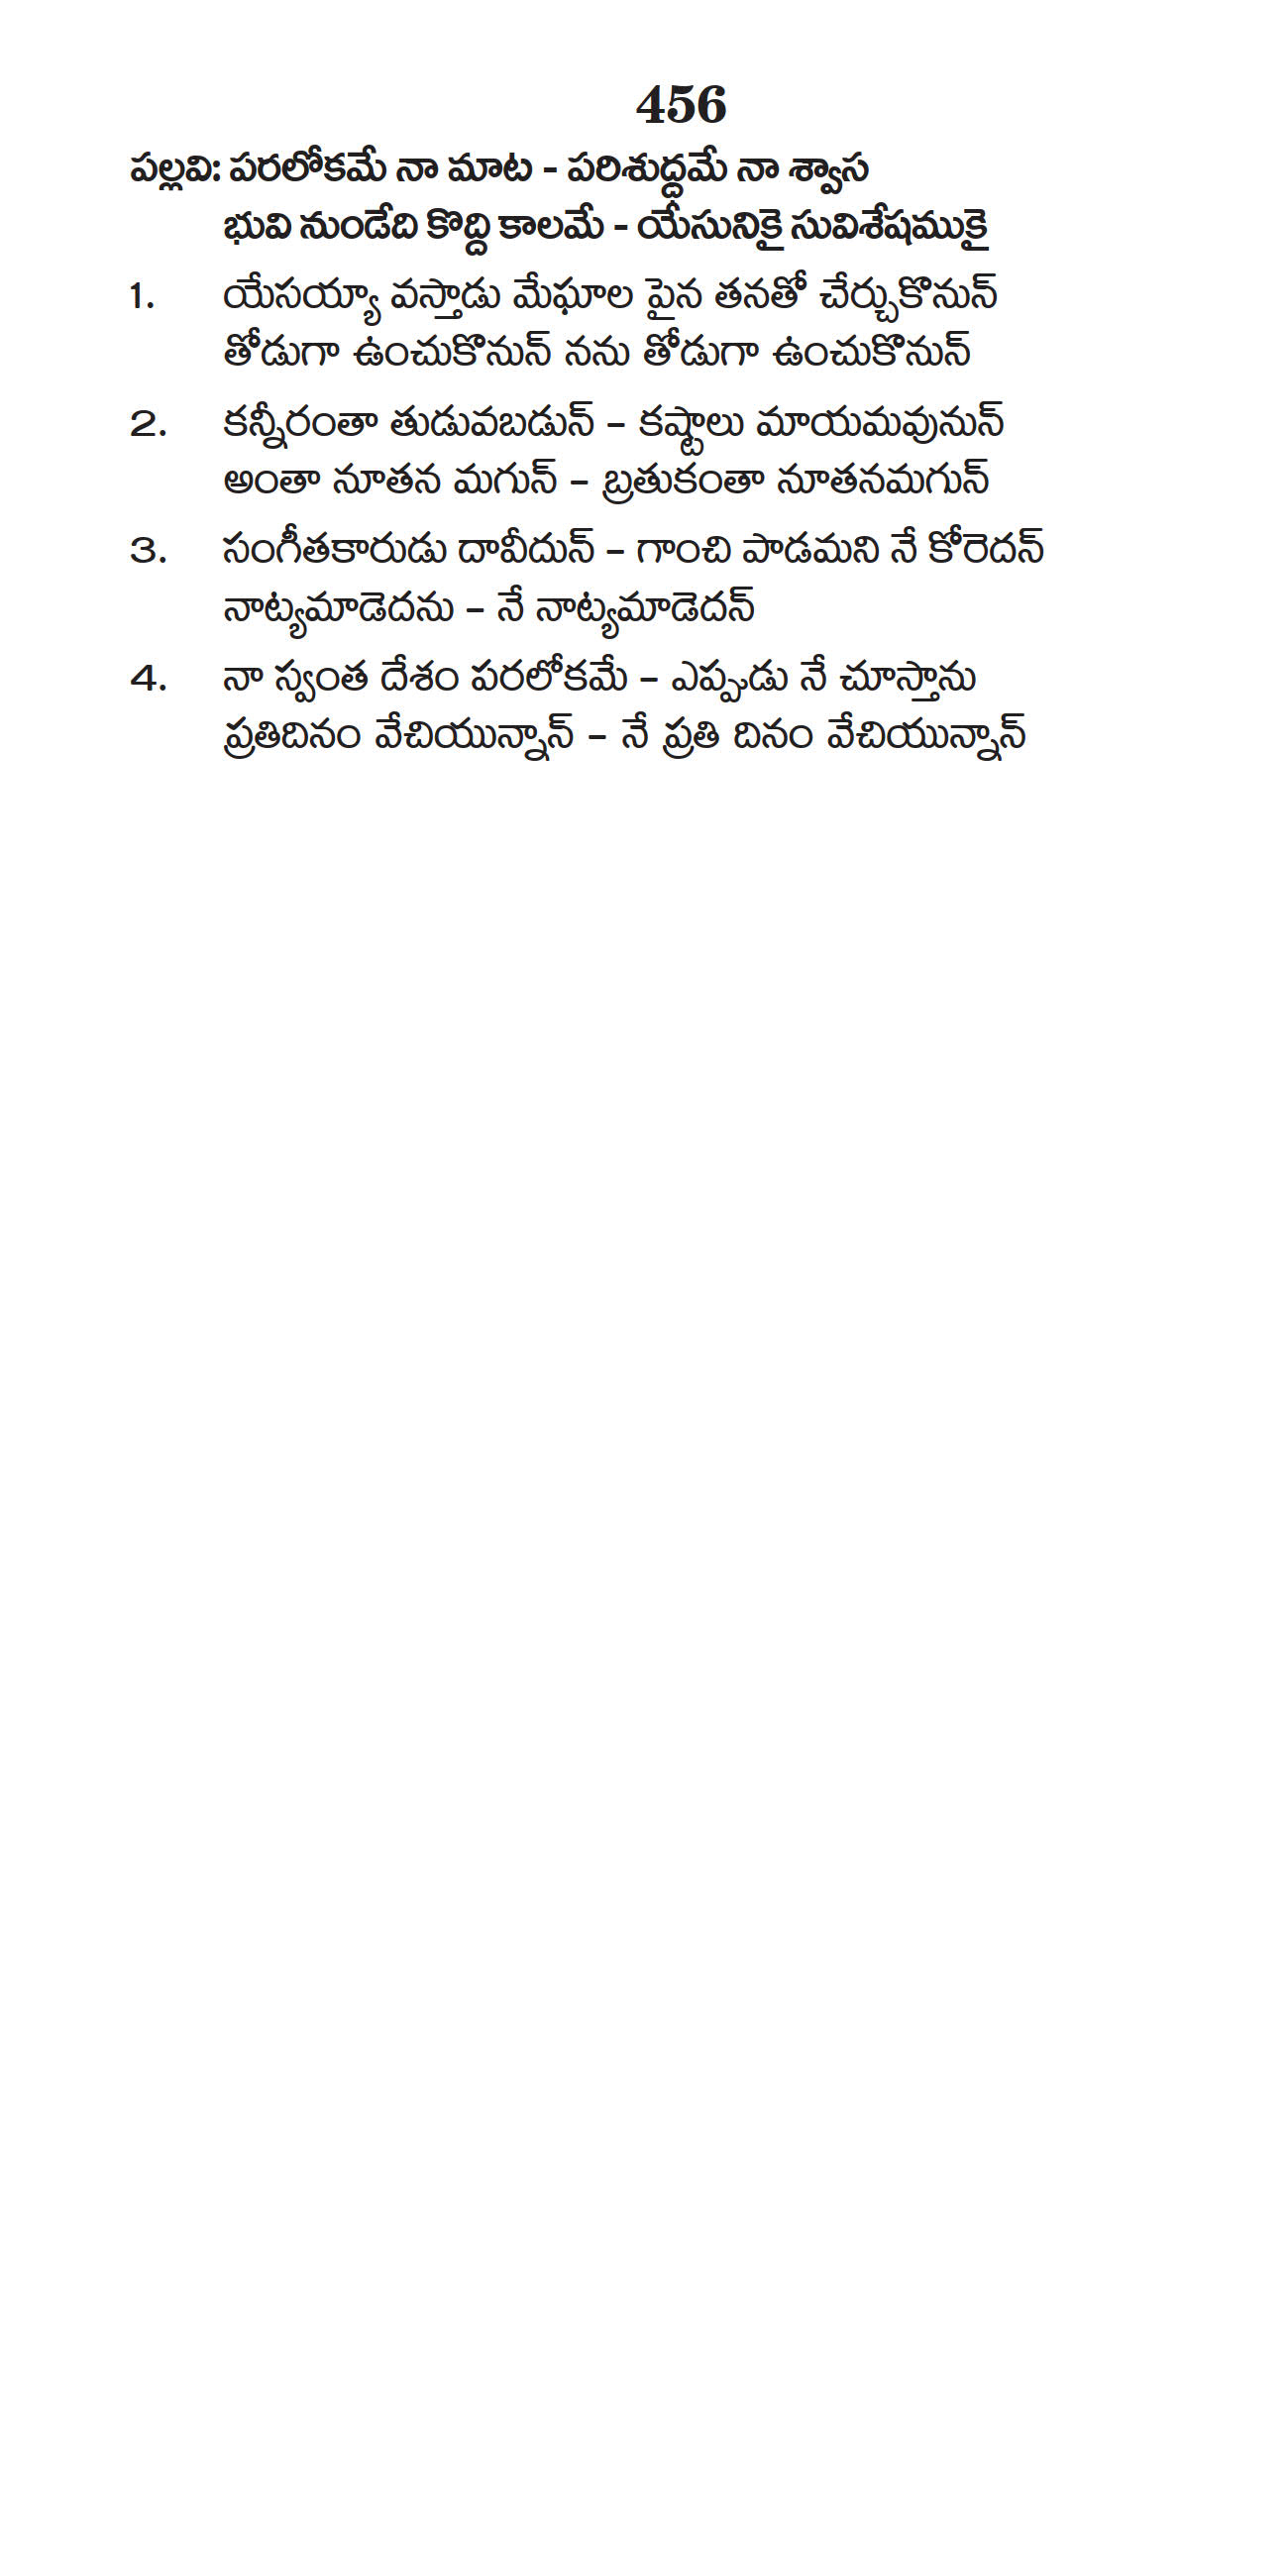 456
పల్లవి: పరలోకమే నా మాట - పరిశుద్ధమే నా శ్వాస
భువి నుండేది కొద్ది కాలమే - యేసునికై సువిశేషముకై
1. యేసయ్యా వస్తాడు మేఘాల పైన తనతో చేర్చుకొనున్
తోడుగా ఉంచుకొనున్ నను తోడుగా ఉంచుకొనున్
2. కన్నీరంతా తుడువబడున్ – కష్టాలు మాయమవునున్
అంతా నూతన మగున్ – బ్రతుకంతా నూతనమగున్
3. సంగీతకారుడు దావీదున్ – గాంచి పాడమని నే కోరెదన్
నాట్యమాడెదను – నే నాట్యమాడెదన్
4. నా స్వంత దేశం పరలోకమే – ఎప్పుడు నే చూస్తాను
ప్రతిదినం వేచియున్నాన్ – నే ప్రతి దినం వేచియున్నాన్